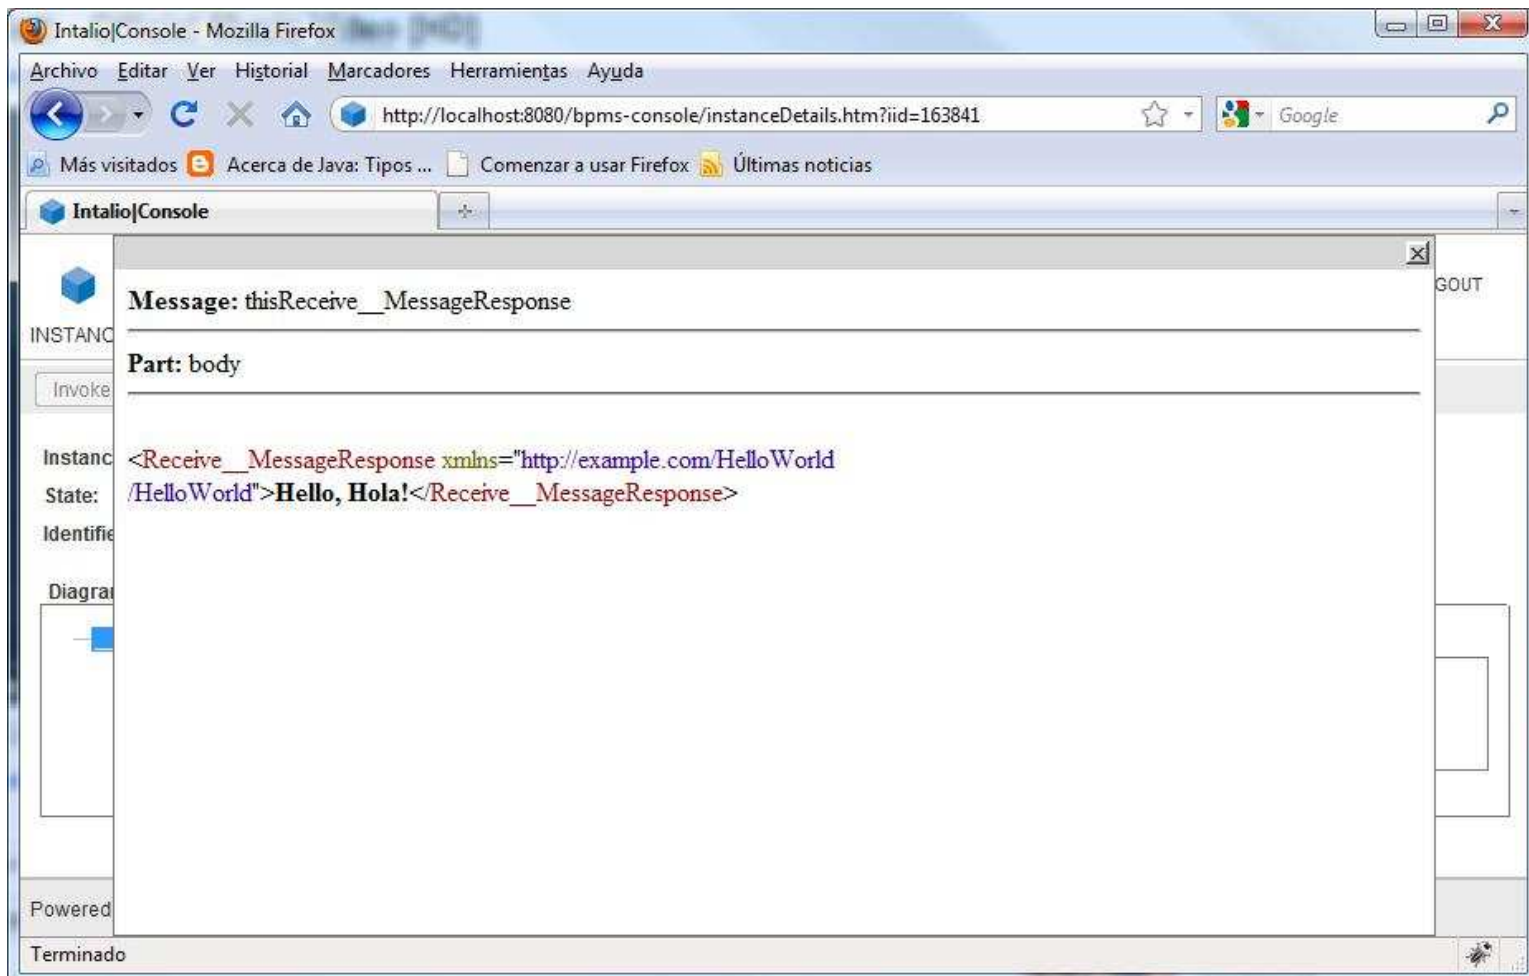 Intalio|Console - Mozilla Firefox
Archivo Editar Ver Historial Marcadores Herramientas Ayuda
http://localhost:8080/bpms-console/instanceDetails.htm?iid=163841
Google
Más visitados Acerca de Java: Tipos ... Comenzar a usar Firefox Últimas noticias
Intalio|Console
GOUT
Message: thisReceive__MessageResponse
INSTANC
Part: body
Invoke
Instanc
<Receive__MessageResponse xmlns="http://example.com/HelloWorld
/HelloWorld">Hello, Hola!</Receive__MessageResponse>
State:
Identifie
Diagra
Powered
Terminado